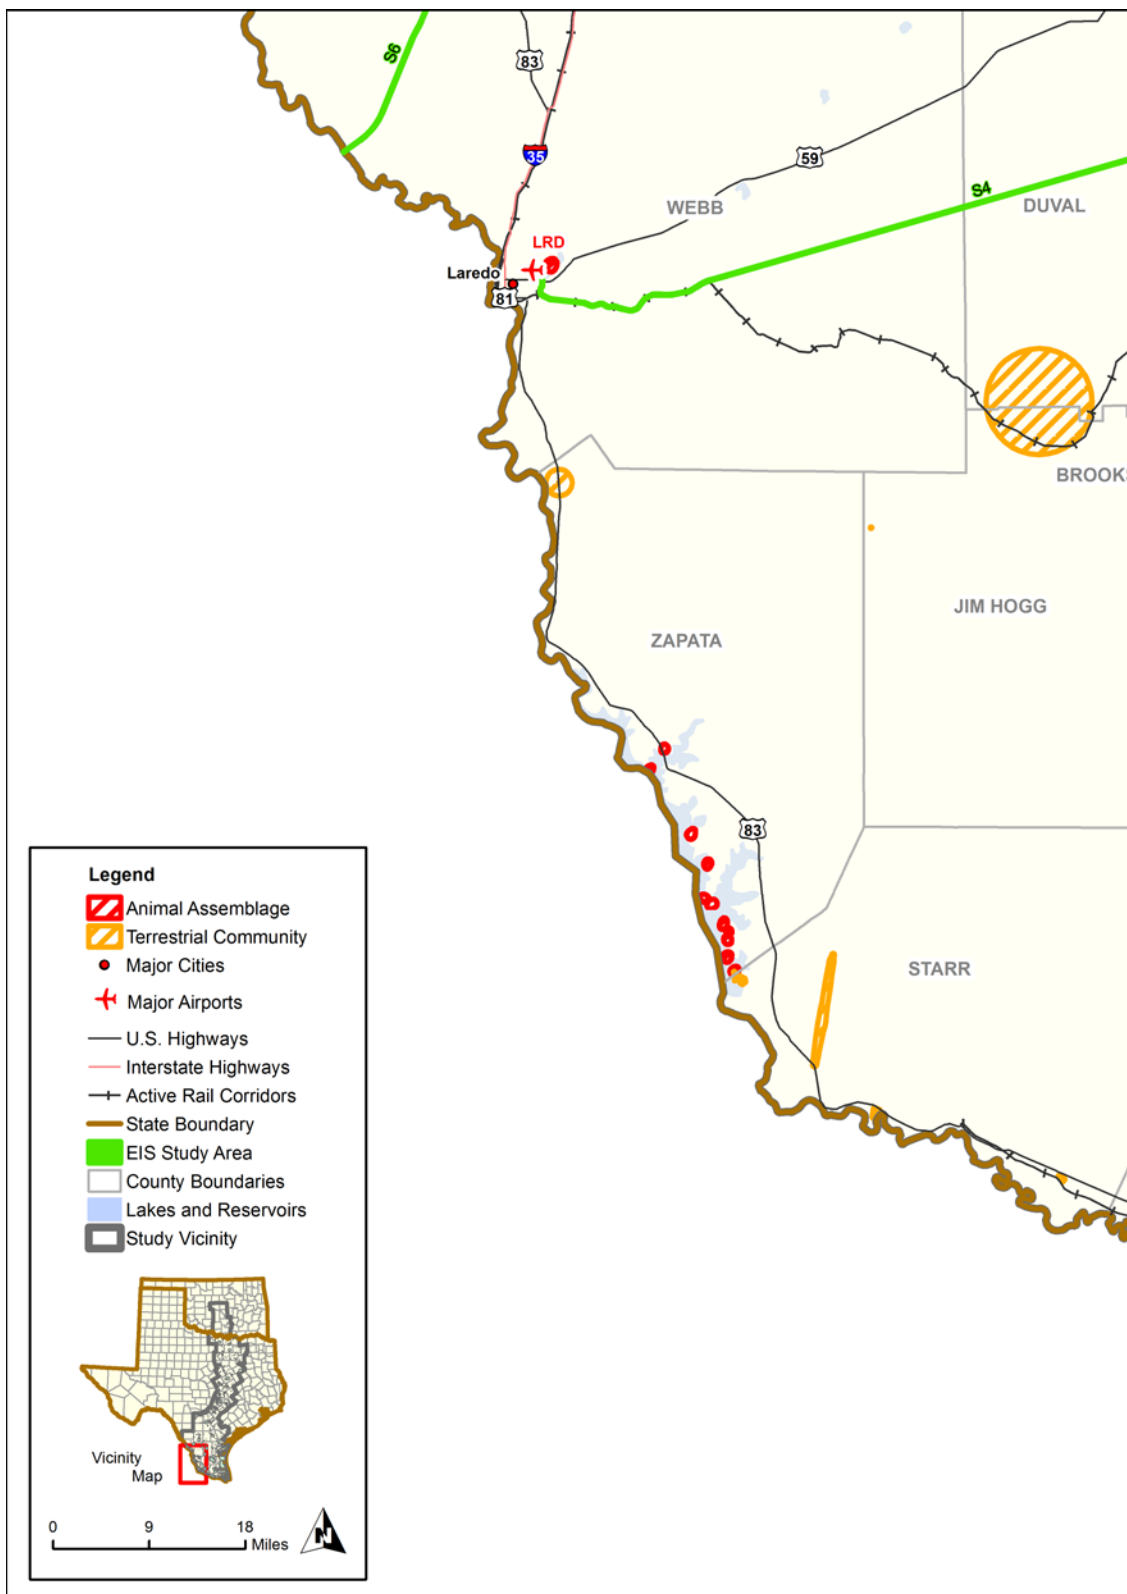 S6
83
35
59
WEBB
S4
DUVAL
LRD
Laredo
81
BROOKS
JIM HOGG
ZAPATA
83
STARR
Legend
Animal Assemblage
Terrestrial Community
Major Cities
Major Airports
U.S. Highways
Interstate Highways
Active Rail Corridors
State Boundary
EIS Study Area
County Boundaries
Lakes and Reservoirs
Study Vicinity
Vicinity
Map
0 9 18
Miles
N